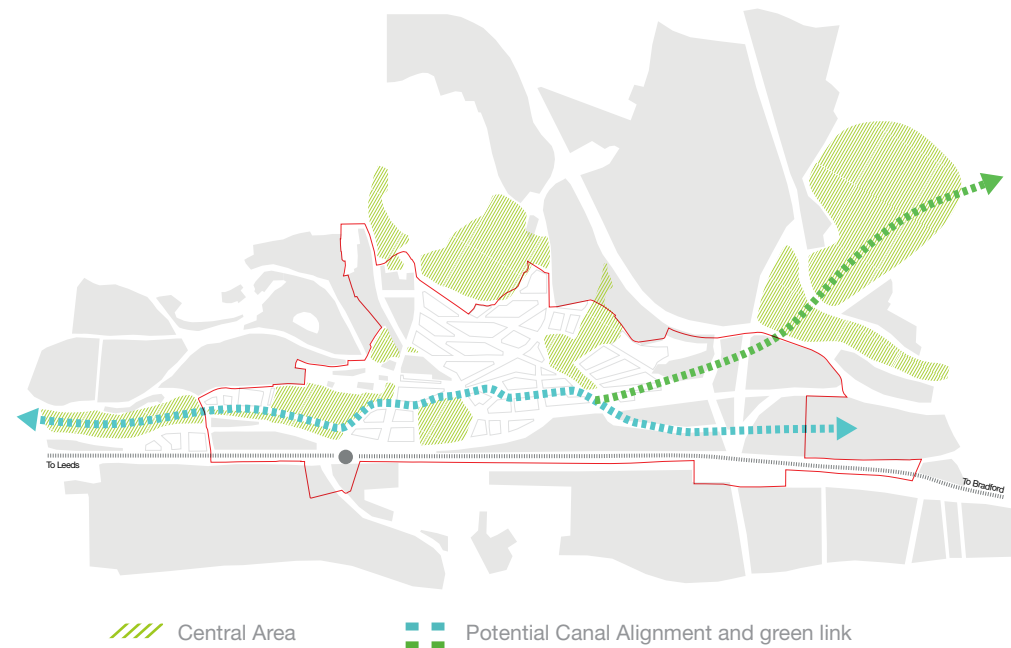 To Leeds
To Bradford
Central Area
Potential Canal Alignment and green link